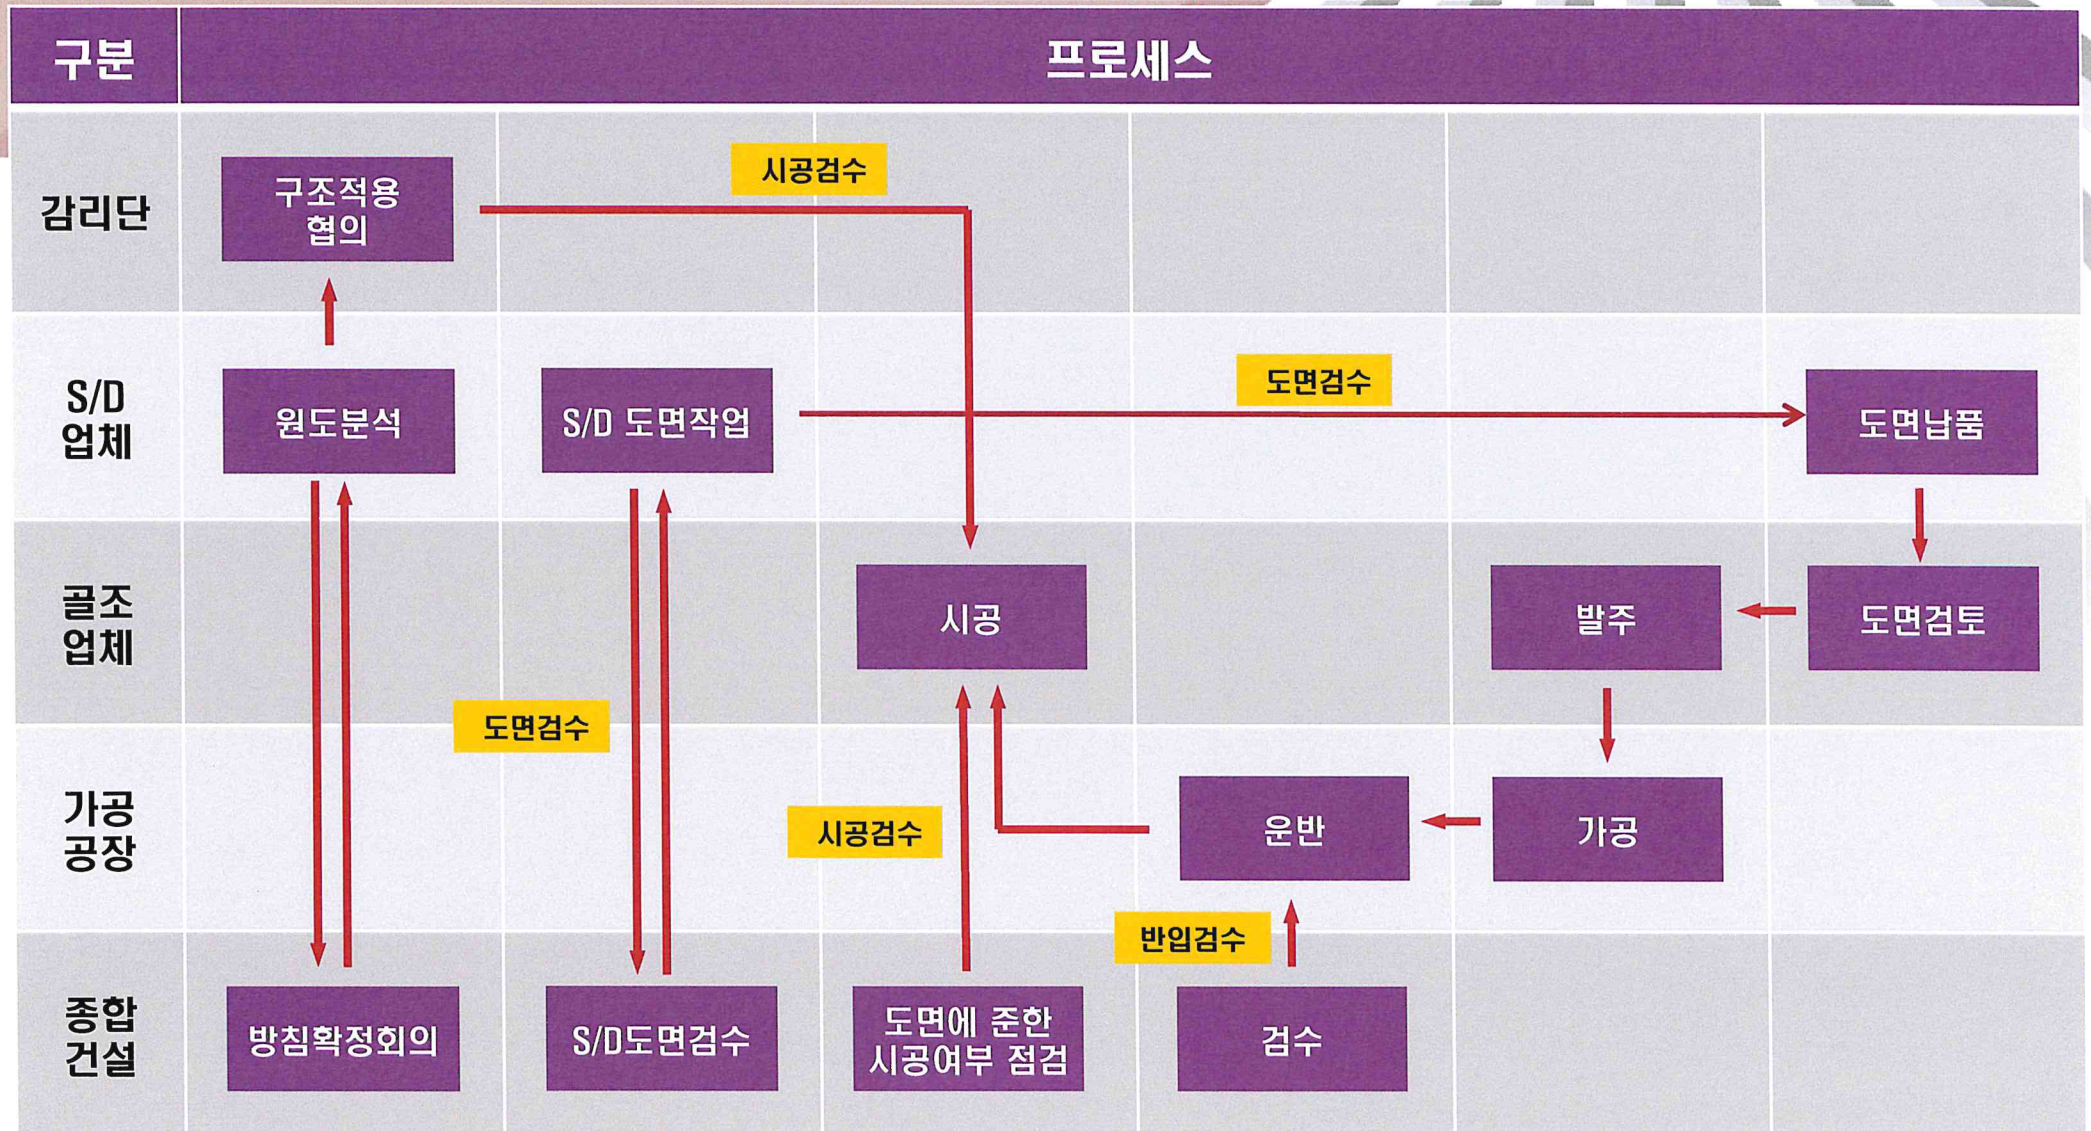 구분
프로세스
감리단
구조적용
협의
시공검수
S/D
업체
원도분석
S/D 도면작업
도면검수
도면납품
골조
업체
시공
발주
도면검토
도면검수
가공
공장
시공검수
운반
가공
반입검수
종합
건설
방침확정회의
S/D도면검수
도면에 준한
시공여부 점검
검수